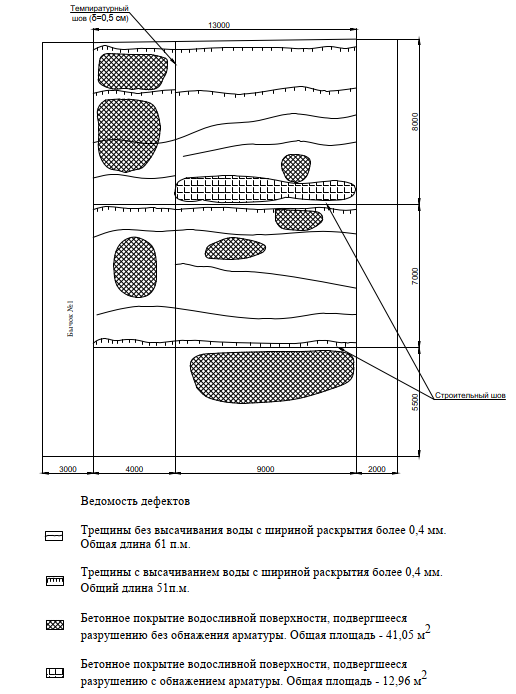 Темпиратурный
шов (δ=0,5 см)
13000
8000
7000
5500
Бычок №1
Строительный шов
3000
4000
9000
2000
Ведомость дефектов
Трещины без высачивания воды с шириной раскрытия более 0,4 мм.
Общая длина 61 п.м.
Трещины с высачиванием воды с шириной раскрытия более 0,4 мм.
Общий длина 51п.м.
Бетонное покрытие водосливной поверхности, подвергшееся
разрушению без обнажения арматуры. Общая площадь - 41,05 м2
Бетонное покрытие водосливной поверхности, подвергшееся
разрушению с обнажением арматуры. Общая площадь - 12,96 м2